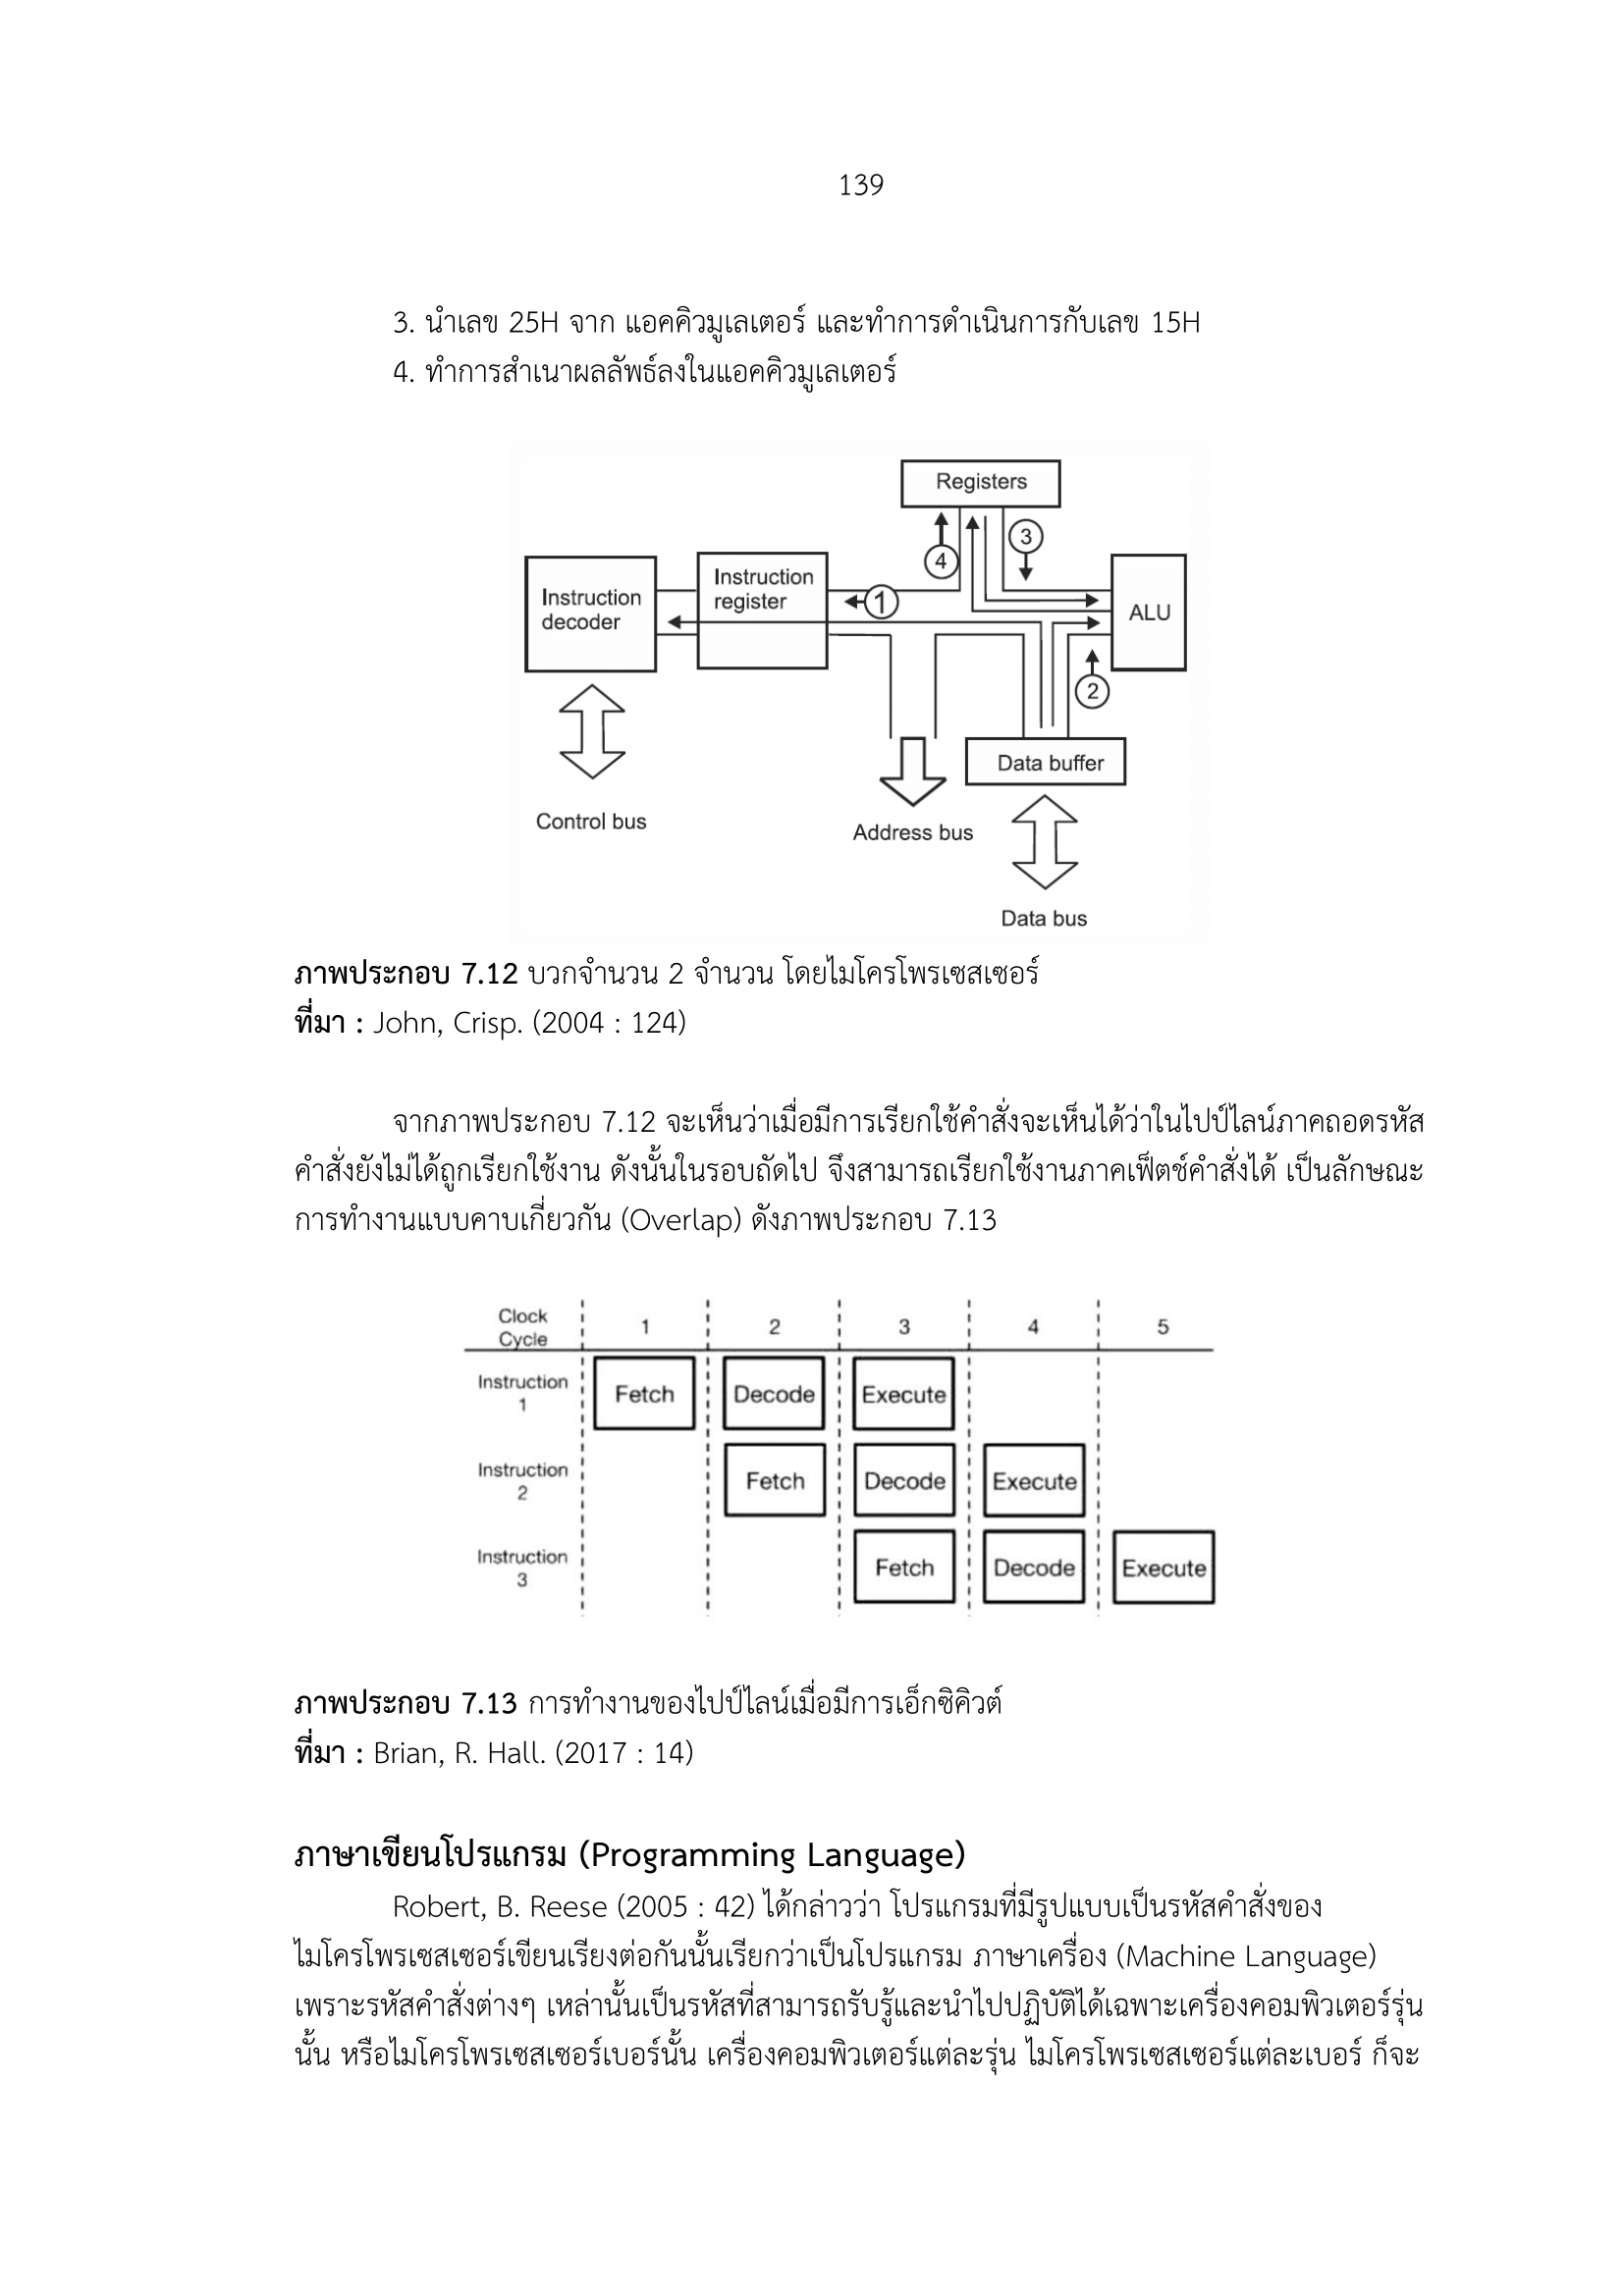 139
3. นำเลข 25H จาก แอคคิวมูเลเตอร์ และทำการดำเนินการกับเลข 15H
4. ทำการสำเนาผลลัพธ์ลงในแอคคิวมูเลเตอร์
Registers
4
3
Instruction
decoder
Instruction
register
1
ALU
2
Data buffer
Control bus
Address bus
Data bus
ภาพประกอบ 7.12 บวกจำนวน 2 จำนวน โดยไมโครโพรเซสเซอร์
ที่มา : John, Crisp. (2004 : 124)
จากภาพประกอบ 7.12 จะเห็นว่าเมื่อมีการเรียกใช้คำสั่งจะเห็นได้ว่าในไปป์ไลน์ภาคถอดรหัส
คำสั่งยังไม่ได้ถูกเรียกใช้งาน ดังนั้นในรอบถัดไป จึงสามารถเรียกใช้งานภาคเฟ็ตช์คำสั่งได้ เป็นลักษณะ
การทำงานแบบคาบเกี่ยวกัน (Overlap) ดังภาพประกอบ 7.13
Clock
Cycle
1 2 3 4 5
Instruction
1
Fetch Decode Execute
Instruction
2
Fetch Decode Execute
Instruction
3
Fetch Decode Execute
ภาพประกอบ 7.13 การทำงานของไปป์ไลน์เมื่อมีการเอ็กซิคิวต์
ที่มา : Brian, R. Hall. (2017 : 14)
ภาษาเขียนโปรแกรม (Programming Language)
Robert, B. Reese (2005 : 42) ได้กล่าวว่า โปรแกรมที่มีรูปแบบเป็นรหัสคำสั่งของ
ไมโครโพรเซสเซอร์เขียนเรียงต่อกันนั้นเรียกว่าเป็นโปรแกรม ภาษาเครื่อง (Machine Language)
เพราะรหัสคำสั่งต่างๆ เหล่านั้นเป็นรหัสที่สามารถรับรู้และนำไปปฏิบัติได้เฉพาะเครื่องคอมพิวเตอร์รุ่น
นั้น หรือไมโครโพรเซสเซอร์เบอร์นั้น เครื่องคอมพิวเตอร์แต่ละรุ่น ไมโครโพรเซสเซอร์แต่ละเบอร์ ก็จะ